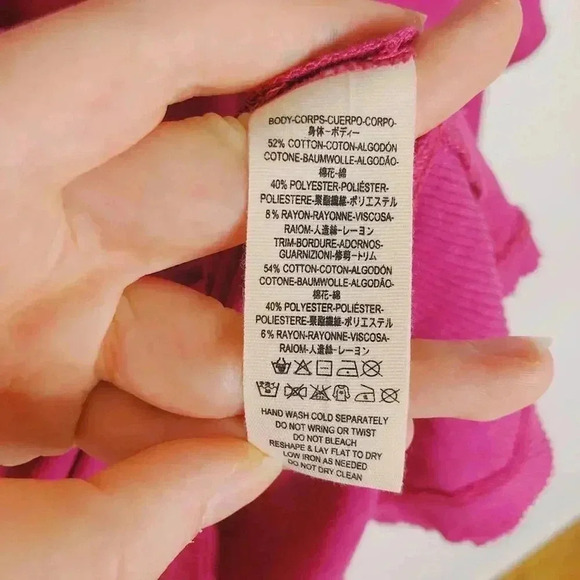 BODY-CORPS-CUERPO-CORPO-
身体-ボディー
52% COTTON-COTON-ALGODÓN
COTONE-BAUMWOLLE-ALGODÃO-
棉花-綿
40% POLYESTER-POLIÉSTER-
POLIESTERE-聚酯纖維-ポリエステル
8% RAYON-RAYONNE-VISCOSA-
RAIOM-人造絲-レーヨン
TRIM-BORDURE-ADORNOS-
GUARNIZIONI-修剪-トリム
54% COTTON-COTON-ALGODÓN
COTONE-BAUMWOLLE-ALGODÃO-
棉花-綿
40% POLYESTER-POLIÉSTER-
POLIESTERE-聚酯纖維-ポリエステル
6% RAYON-RAYONNE-VISCOSA-
RAIOM-人造絲-レーヨン
HAND WASH COLD SEPARATELY
DO NOT WRING OR TWIST
DO NOT BLEACH
RESHAPE & LAY FLAT TO DRY
LOW IRON AS NEEDED
DO NOT DRY CLEAN